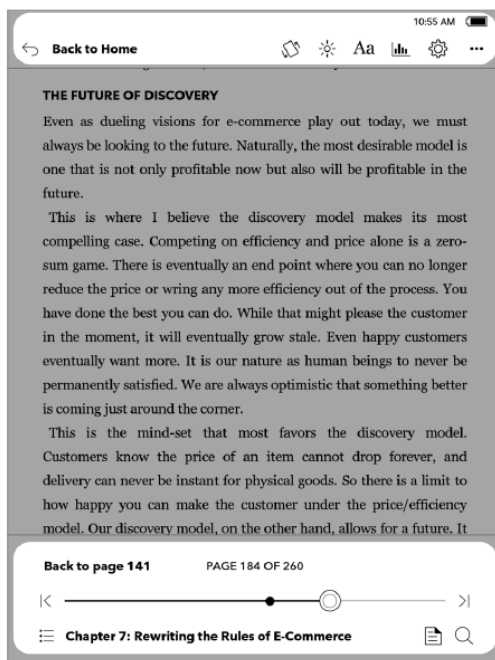 10:55 AM
Back to Home
Aa
THE FUTURE OF DISCOVERY
Even as dueling visions for e-commerce play out today, we must
always be looking to the future. Naturally, the most desirable model is
one that is not only profitable now but also will be profitable in the
future.
This is where I believe the discovery model makes its most
compelling case. Competing on efficiency and price alone is a zero-
sum game. There is eventually an end point where you can no longer
reduce the price or wring any more efficiency out of the process. You
have done the best you can do. While that might please the customer
in the moment, it will eventually grow stale. Even happy customers
eventually want more. It is our nature as human beings to never be
permanently satisfied. We are always optimistic that something better
is coming just around the corner.
This is the mind-set that most favors the discovery model.
Customers know the price of an item cannot drop forever, and
delivery can never be instant for physical goods. So there is a limit to
how happy you can make the customer under the price/efficiency
model. Our discovery model, on the other hand, allows for a future. It
Back to page 141
PAGE 184 OF 260
Chapter 7: Rewriting the Rules of E-Commerce